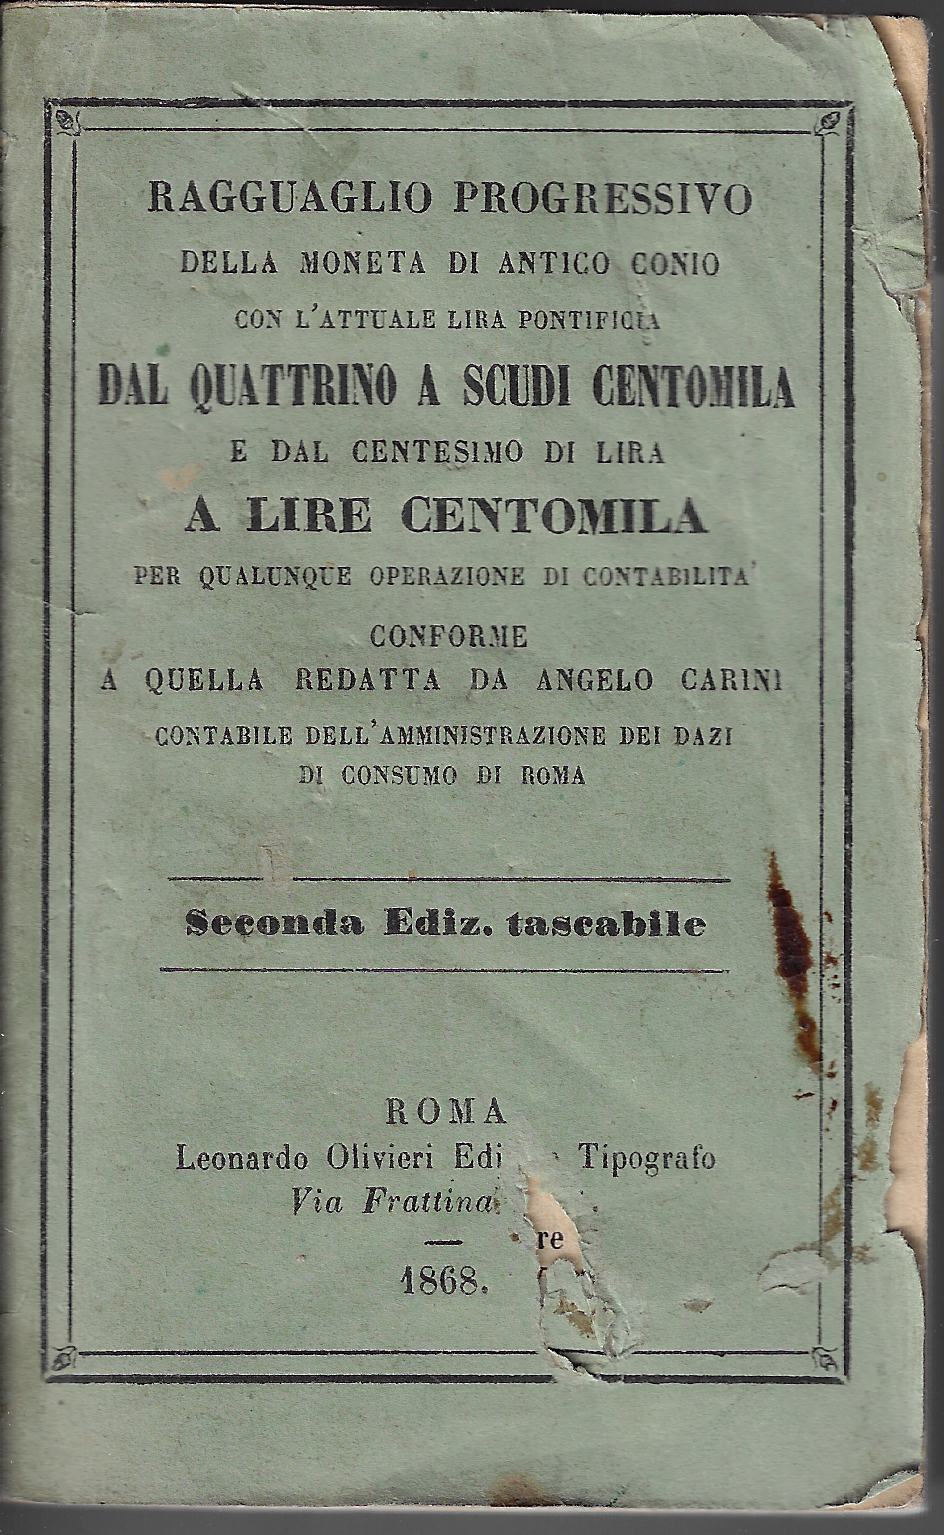 RAGGUAGLIO PROGRESSIVO
DELLA MONETA DI ANTICO CONIO
CON L'ATTUALE LIRA PONTIFICIA
DAL QUATTRINO A SCUDI CENTOMILA
E DAL CENTESIMO DI LIRA
A LIRE CENTOMILA
PER QUALUNQUE OPERAZIONE DI CONTABILITA'
CONFORME
A QUELLA REDATTA DA ANGELO CARINI
CONTABILE DELL'AMMINISTRAZIONE DEI DAZI
DI CONSUMO DI ROMA
Seconda Ediz. tascabile
ROMA
Leonardo Olivieri Tipografo
Via Frattina
re
1868.